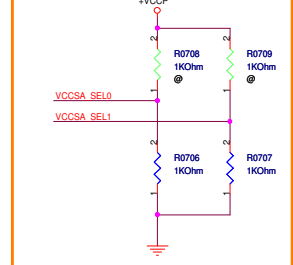 +VCCP
2
2
R0708
1KOhm
@
R0709
1KOhm
@
1
1
VCCSA_SEL0
VCCSA_SEL1
2
2
R0706
1KOhm
R0707
1KOhm
1
1